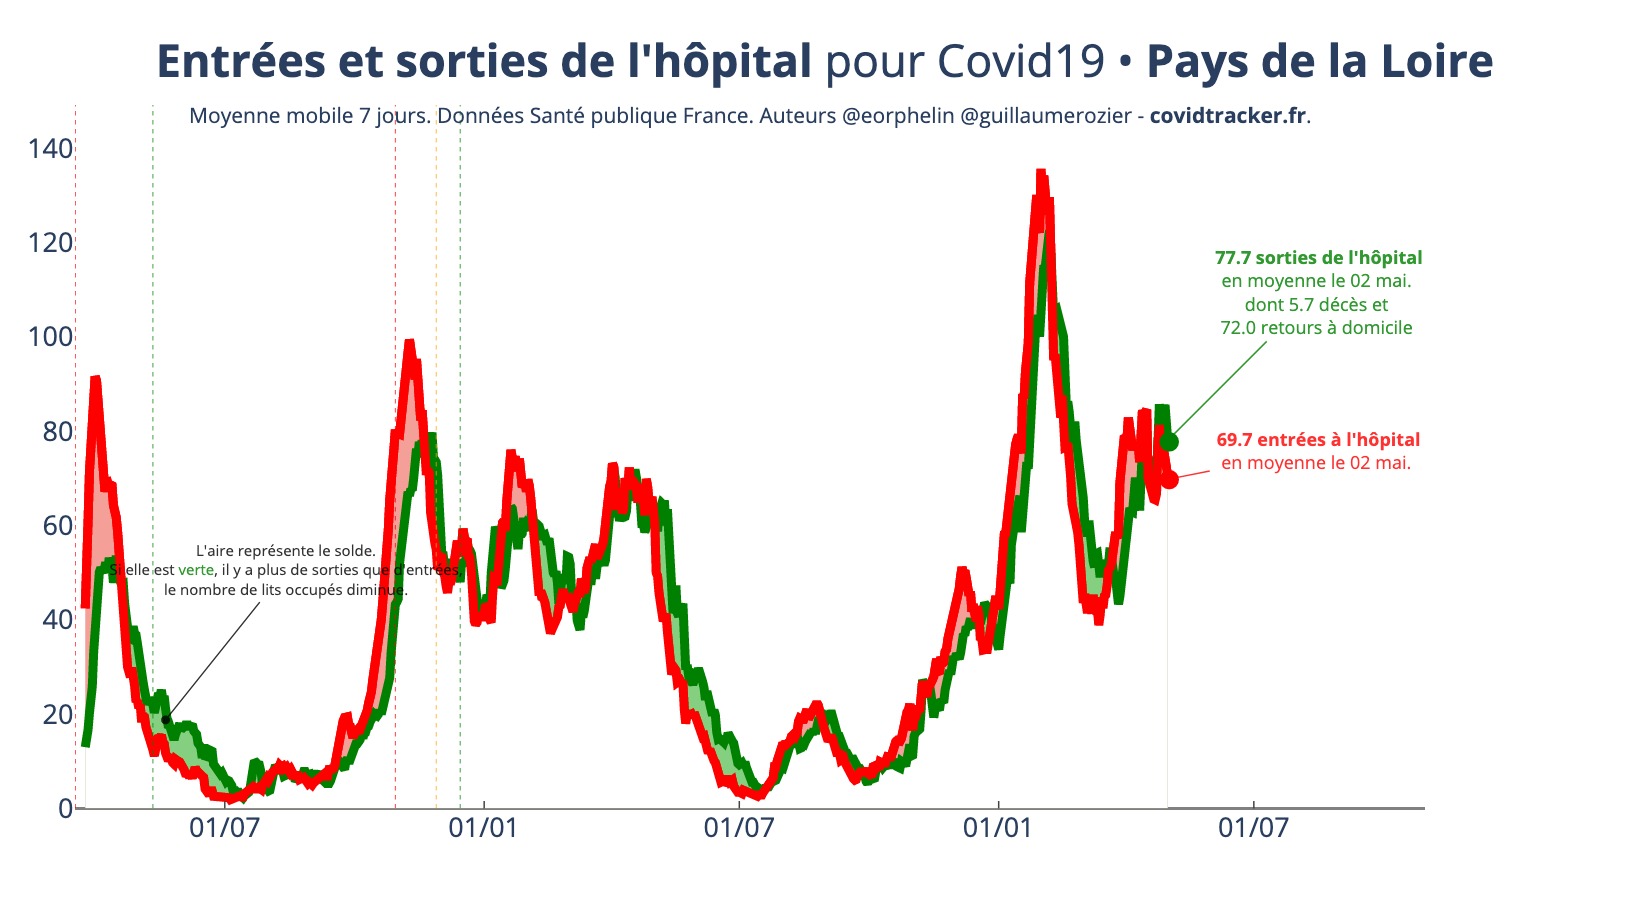 Entrées et sorties de l'hôpital pour Covid19 • Pays de la Loire
Moyenne mobile 7 jours. Données Santé publique France. Auteurs @eorphelin @guillaumerozier - covidtracker.fr.
140
120
100
80
60
40
20
0
77.7 sorties de l'hôpital
en moyenne le 02 mai.
dont 5.7 décès et
72.0 retours à domicile
69.7 entrées à l'hôpital
en moyenne le 02 mai.
L'aire représente le solde.
Si elle est verte, il y a plus de sorties que d'entrées,
le nombre de lits occupés diminue.
01/07
01/01
01/07
01/01
01/07